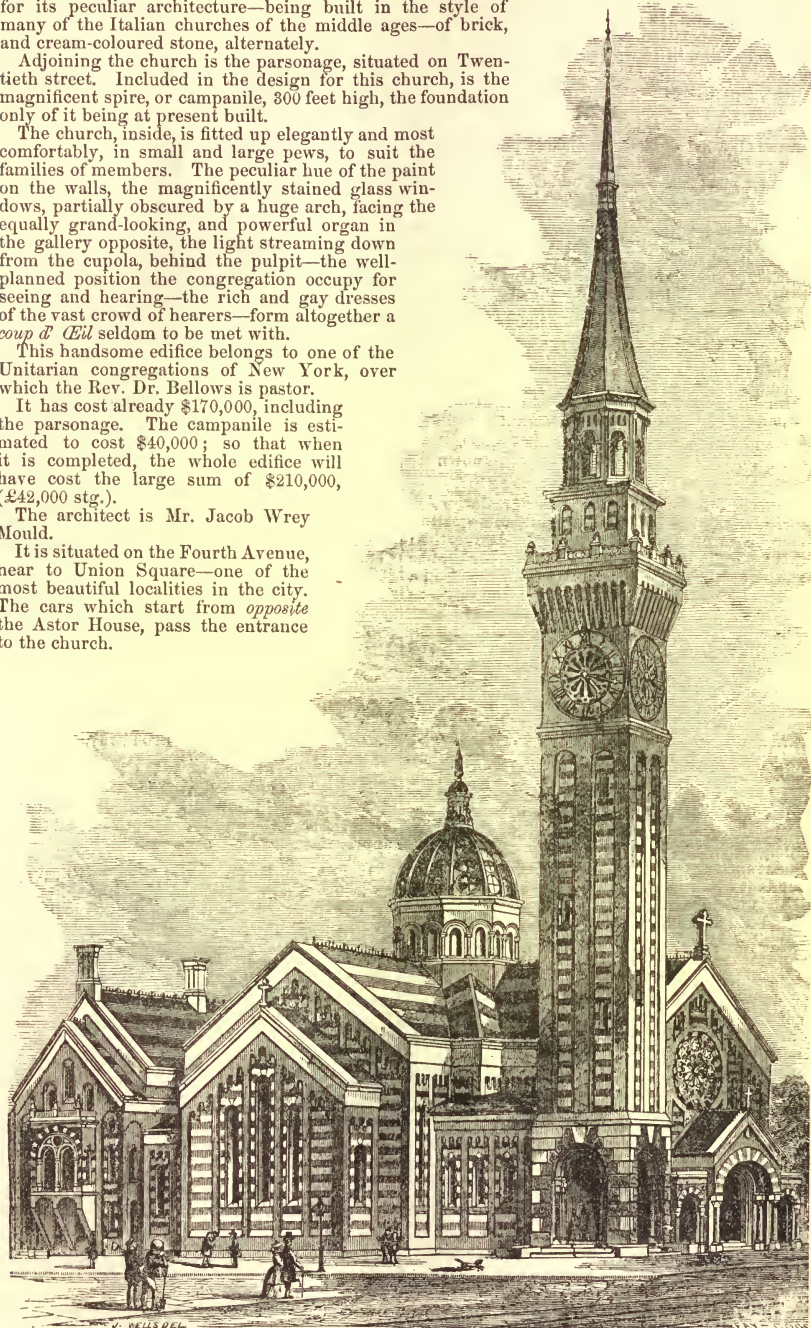 for its peculiar architecture—being built in the style of
many of the Italian churches of the middle ages—of brick,
and cream-coloured stone, alternately.
Adjoining the church is the parsonage, situated on Twen-
tieth street. Included in the design for this church, is the
magnificent spire, or campanile, 300 feet high, the foundation
only of it being at present built.
The church, inside, is fitted up elegantly and most
comfortably, in small and large pews, to suit the
families of members. The peculiar hue of the paint
on the walls, the magnificently stained glass win-
dows, partially obscured by a huge arch, facing the
equally grand-looking, and powerful organ in
the gallery opposite, the light streaming down
from the cupola, behind the pulpit—the well-
planned position the congregation occupy for
seeing and hearing—the rich and gay dresses
of the vast crowd of hearers—form altogether a
coup d' Œil seldom to be met with.
This handsome edifice belongs to one of the
Unitarian congregations of New York, over
which the Rev. Dr. Bellows is pastor.
It has cost already $170,000, including
the parsonage. The campanile is esti-
mated to cost $40,000; so that when
it is completed, the whole edifice will
have cost the large sum of $210,000,
(£42,000 stg.).
The architect is Mr. Jacob Wrey
Mould.
It is situated on the Fourth Avenue,
near to Union Square—one of the
most beautiful localities in the city.
The cars which start from opposite
the Astor House, pass the entrance
to the church.
J. WELLS DEL